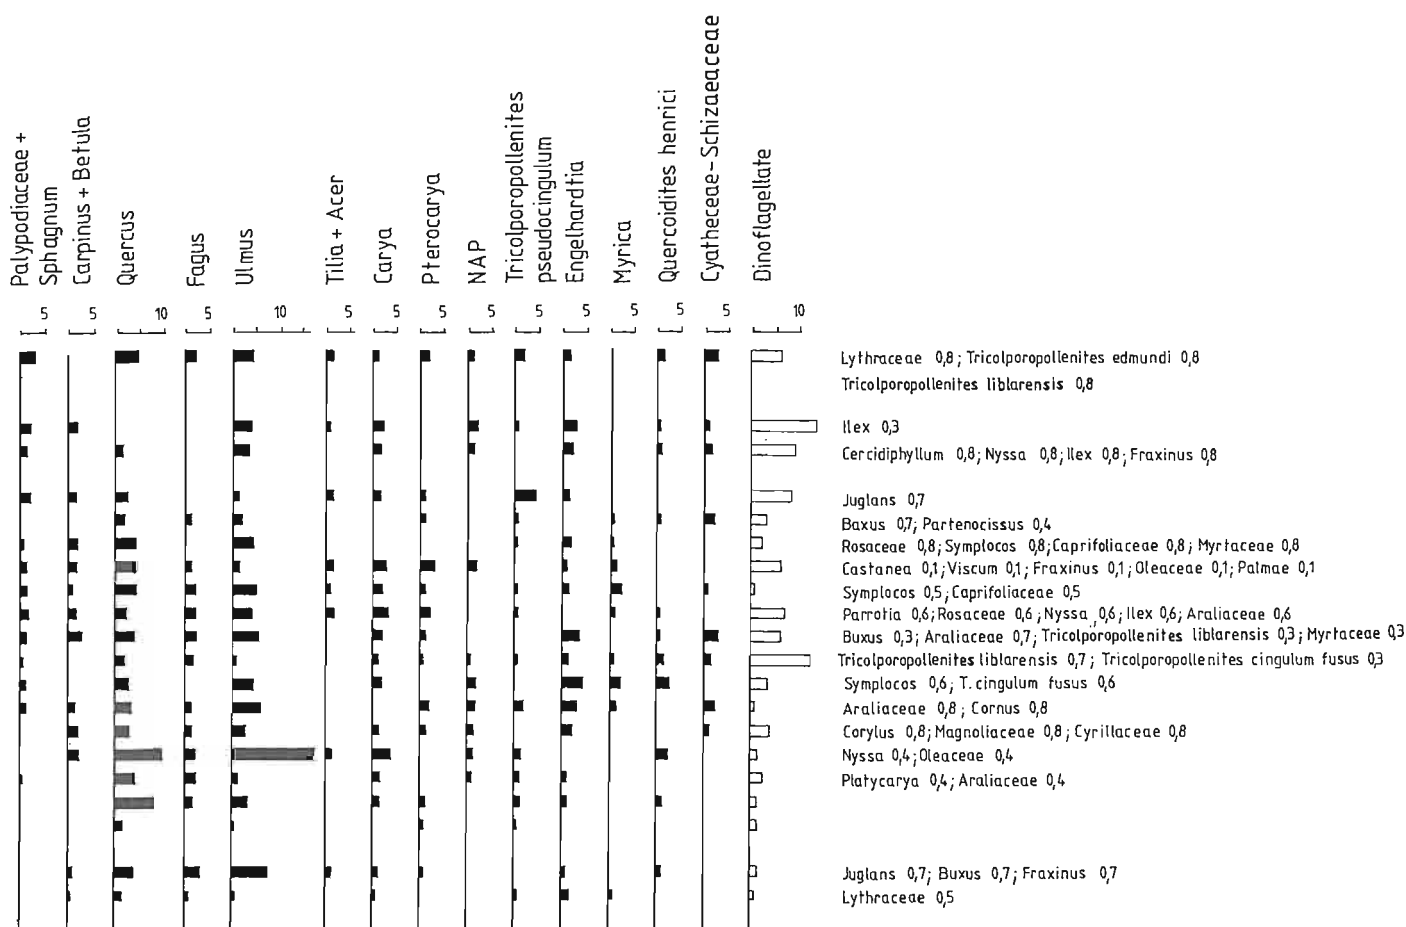 Palypodiaceae +
Sphagnum
Carpinus + Betula
Quercus
Fagus
Ulmus
Tilia + Acer
Carya
Pterocarya
NAP
Tricolporopollenites
pseudocingulum
Engelhardtia
Myrica
Quercoidites henrici
Cyatheceae-Schizaeaceae
Dinoflagellate
5 5 10 5 10 5 5 5 5 5 5 5 5 5 10
Lythraceae 0,8; Tricolporopollenites edmundi 0,8
Tricolporopollenites liblarensis 0,8
Ilex 0,3
Cercidiphyllum 0,8; Nyssa 0,8; Ilex 0,8; Fraxinus 0,8
Juglans 0,7
Baxus 0,7; Partenocissus 0,4
Rosaceae 0,8; Symplocos 0,8; Caprifoliaceae 0,8; Myrtaceae 0,8
Castanea 0,1; Viscum 0,1; Fraxinus 0,1; Oleaceae 0,1; Palmae 0,1
Symplocos 0,5; Caprifoliaceae 0,5
Parrotia 0,6; Rosaceae 0,6; Nyssa 0,6; Ilex 0,6; Araliaceae 0,6
Buxus 0,3; Araliaceae 0,7; Tricolporopollenites liblarensis 0,3; Myrtaceae 0,3
Tricolporopollenites liblarensis 0,7; Tricolporopollenites cingulum fusus 0,3
Symplocos 0,6; T. cingulum fusus 0,6
Araliaceae 0,8; Cornus 0,8
Corylus 0,8; Magnoliaceae 0,8; Cyrillaceae 0,8
Nyssa 0,4; Oleaceae 0,4
Platycarya 0,4; Araliaceae 0,4
Juglans 0,7; Buxus 0,7; Fraxinus 0,7
Lythraceae 0,5